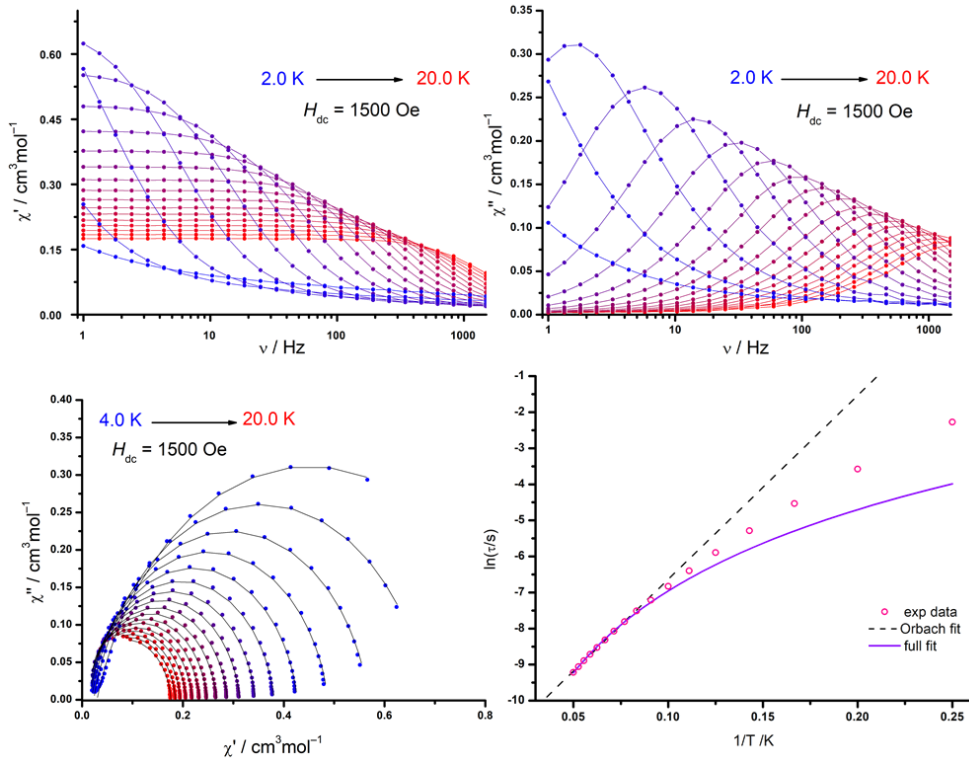 χ' / cm³mol⁻¹
0.60
0.45
0.30
0.15
0.00
1
10
100
1000
ν / Hz
2.0 K
20.0 K
H_dc = 1500 Oe
χ" / cm³mol⁻¹
0.35
0.30
0.25
0.20
0.15
0.10
0.05
0.00
1
10
100
1000
ν / Hz
2.0 K
20.0 K
H_dc = 1500 Oe
χ" / cm³mol⁻¹
0.40
0.35
0.30
0.25
0.20
0.15
0.10
0.05
0.00
0.0
0.2
0.4
0.6
0.8
χ' / cm³mol⁻¹
4.0 K
20.0 K
H_dc = 1500 Oe
ln(τ/s)
-1
-2
-3
-4
-5
-6
-7
-8
-9
-10
0.05
0.10
0.15
0.20
0.25
1/T /K
exp data
Orbach fit
full fit